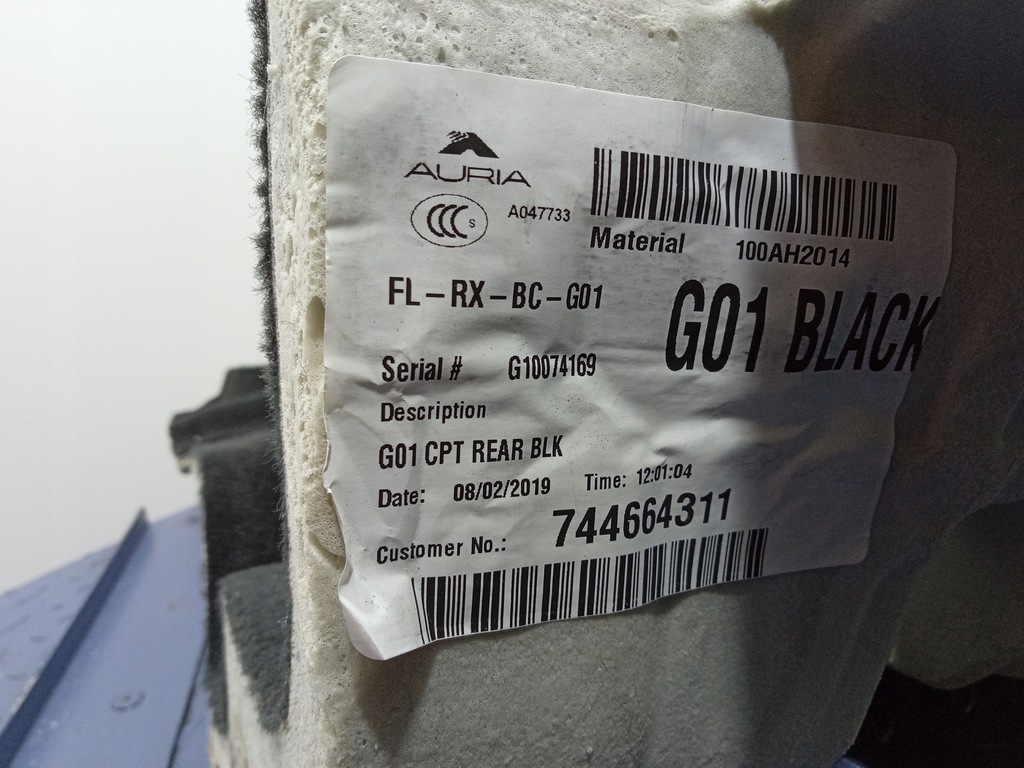 AURIA
CCC S
A047733
Material 100AH2014
FL-RX-BC-G01
G01 BLACK
Serial # G10074169
Description
G01 CPT REAR BLK
Date: 08/02/2019 Time: 12:01:04
Customer No.: 744664311